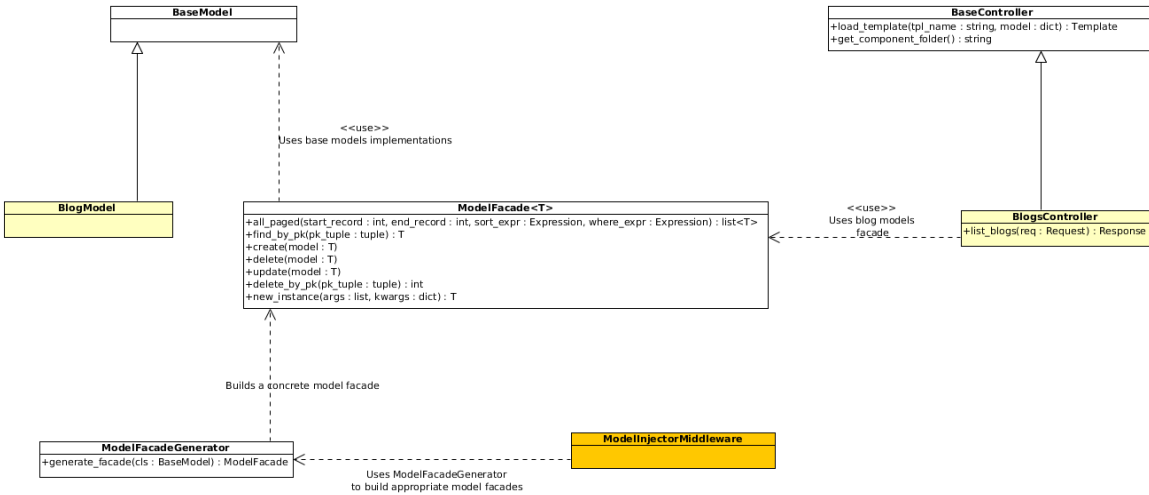 BaseModel
BaseController
+load_template(tpl_name : string, model : dict) : Template
+get_component_folder() : string
<<use>>
Uses base models implementations
BlogModel
ModelFacade<T>
+all_paged(start_record : int, end_record : int, sort_expr : Expression, where_expr : Expression) : list<T>
+find_by_pk(pk_tuple : tuple) : T
+create(model : T)
+delete(model : T)
+update(model : T)
+delete_by_pk(pk_tuple : tuple) : int
+new_instance(args : list, kwargs : dict) : T
<<use>>
Uses blog models
facade
BlogsController
+list_blogs(req : Request) : Response
Builds a concrete model facade
ModelFacadeGenerator
+generate_facade(cls : BaseModel) : ModelFacade
ModelInjectorMiddleware
Uses ModelFacadeGenerator
to build appropriate model facades